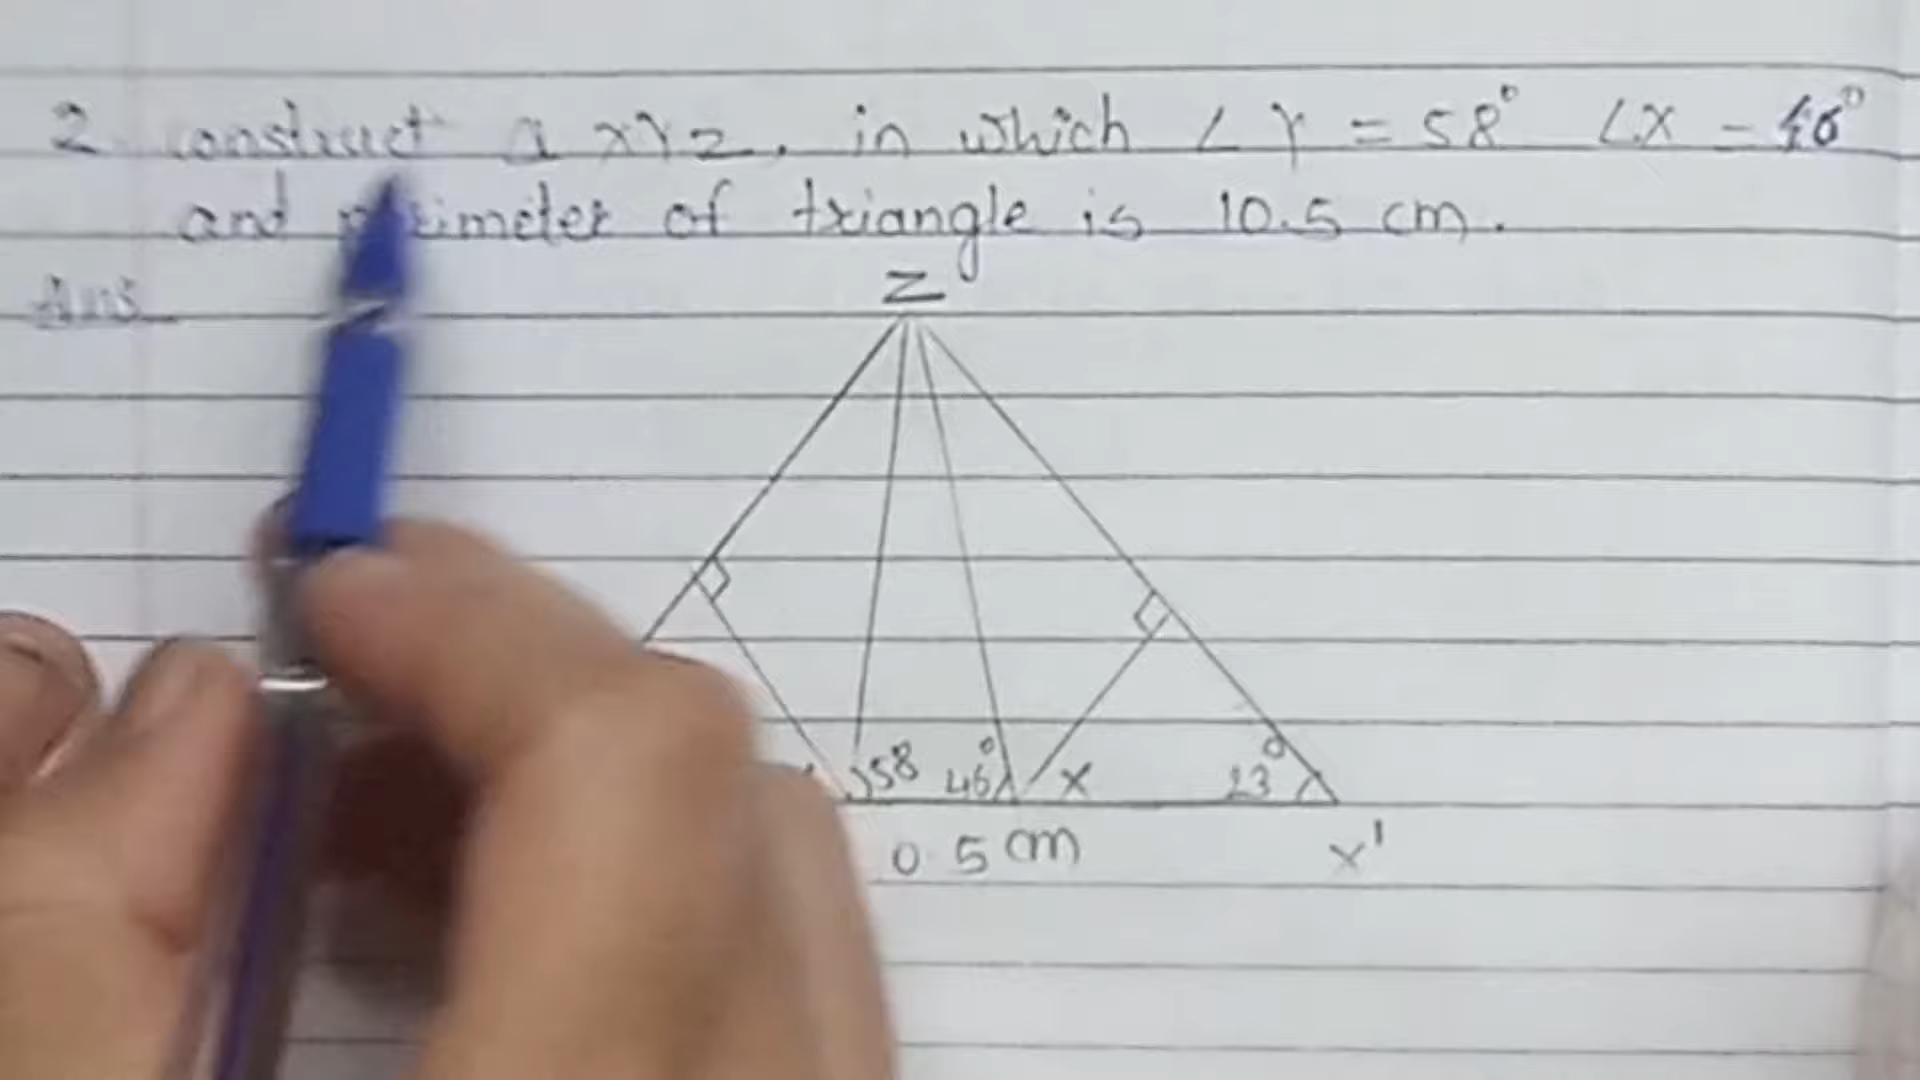 2 construct a XYZ, in which ∠Y = 58° ∠X = 46°
and perimeter of triangle is 10.5 cm.
Ans
Z
58 46° X 23°
0.5 cm X'